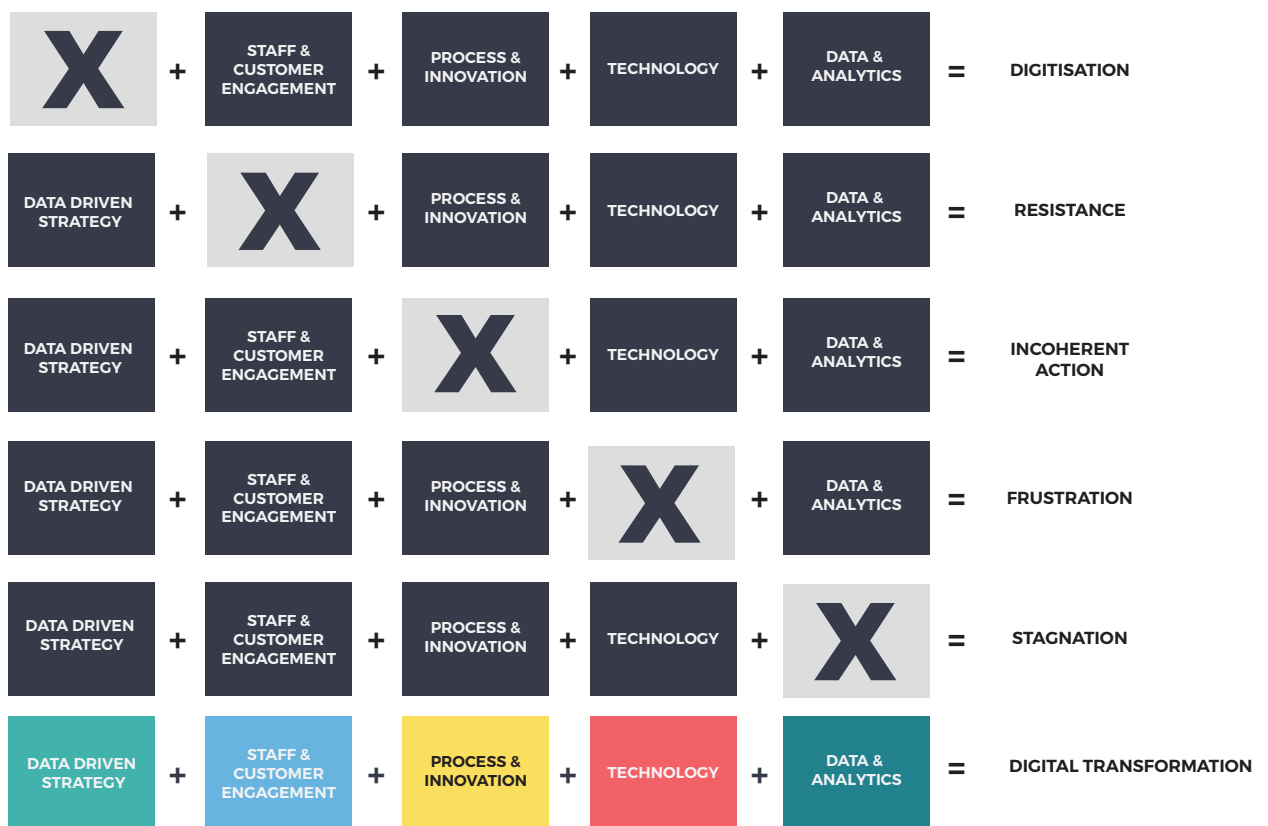 X + STAFF & CUSTOMER ENGAGEMENT + PROCESS & INNOVATION + TECHNOLOGY + DATA & ANALYTICS = DIGITISATION
DATA DRIVEN STRATEGY + X + PROCESS & INNOVATION + TECHNOLOGY + DATA & ANALYTICS = RESISTANCE
DATA DRIVEN STRATEGY + STAFF & CUSTOMER ENGAGEMENT + X + TECHNOLOGY + DATA & ANALYTICS = INCOHERENT ACTION
DATA DRIVEN STRATEGY + STAFF & CUSTOMER ENGAGEMENT + PROCESS & INNOVATION + X + DATA & ANALYTICS = FRUSTRATION
DATA DRIVEN STRATEGY + STAFF & CUSTOMER ENGAGEMENT + PROCESS & INNOVATION + TECHNOLOGY + X = STAGNATION
DATA DRIVEN STRATEGY + STAFF & CUSTOMER ENGAGEMENT + PROCESS & INNOVATION + TECHNOLOGY + DATA & ANALYTICS = DIGITAL TRANSFORMATION